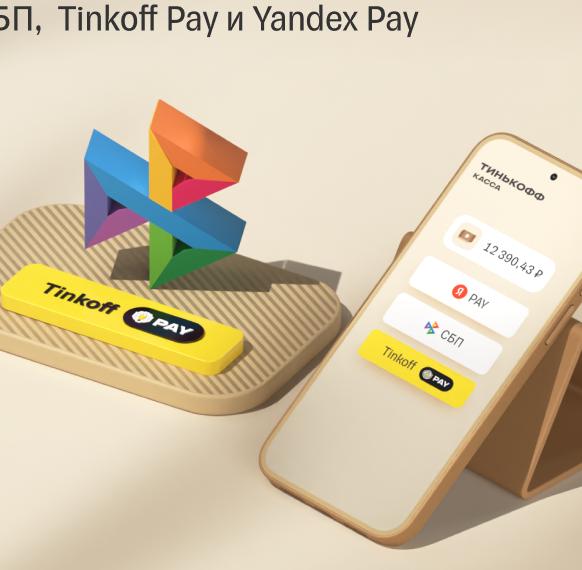 БП, Tinkoff Pay и Yandex Pay
Tinkoff PAY
ТИНЬКОФФ
КАССА
12 390,43 ₽
Я PAY
СБП
Tinkoff PAY